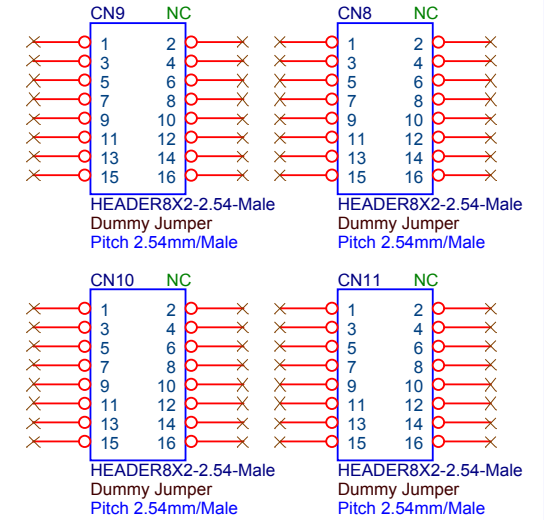 CN9 NC CN8 NC
1 2 1 2
3 4 3 4
5 6 5 6
7 8 7 8
9 10 9 10
11 12 11 12
13 14 13 14
15 16 15 16
HEADER8X2-2.54-Male HEADER8X2-2.54-Male
Dummy Jumper Dummy Jumper
Pitch 2.54mm/Male Pitch 2.54mm/Male
CN10 NC CN11 NC
1 2 1 2
3 4 3 4
5 6 5 6
7 8 7 8
9 10 9 10
11 12 11 12
13 14 13 14
15 16 15 16
HEADER8X2-2.54-Male HEADER8X2-2.54-Male
Dummy Jumper Dummy Jumper
Pitch 2.54mm/Male Pitch 2.54mm/Male